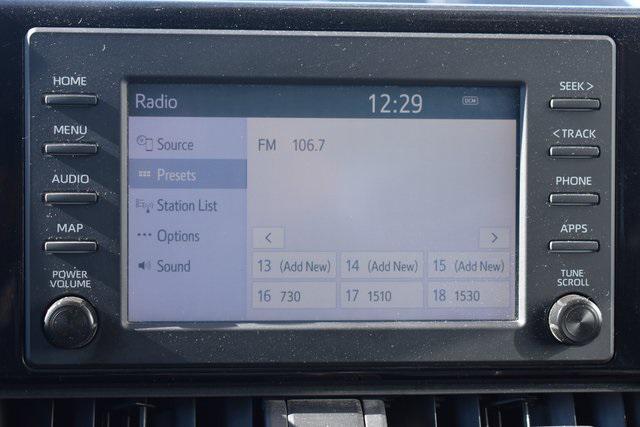 HOME
MENU
AUDIO
MAP
POWER
VOLUME
Radio 12:29 DCM
Source
Presets
Station List
Options
Sound
FM 106.7
< >
13 (Add New) 14 (Add New) 15 (Add New)
16 730 17 1510 18 1530
SEEK >
< TRACK
PHONE
APPS
TUNE
SCROLL